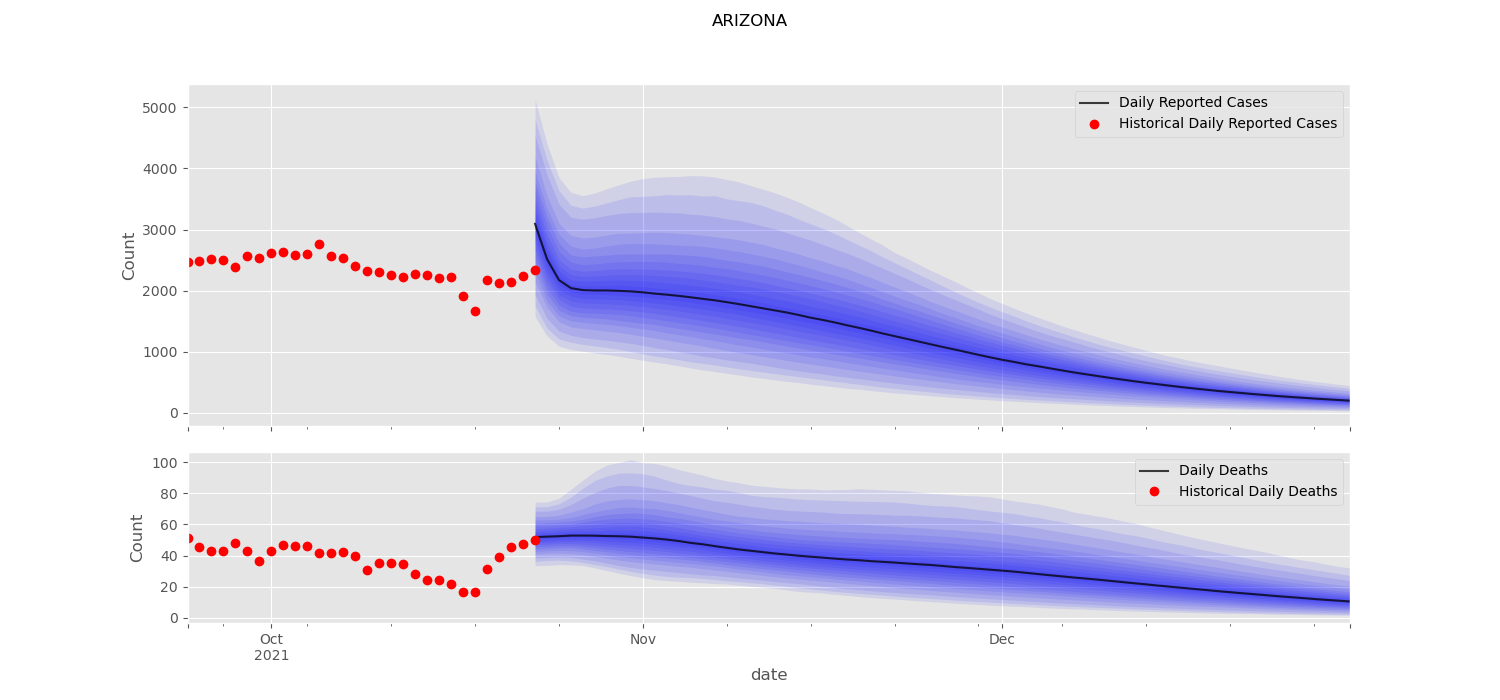 ARIZONA
Daily Reported Cases
Historical Daily Reported Cases
Count
5000
4000
3000
2000
1000
0
Daily Deaths
Historical Daily Deaths
Count
100
80
60
40
20
0
Oct
2021
Nov
Dec
date